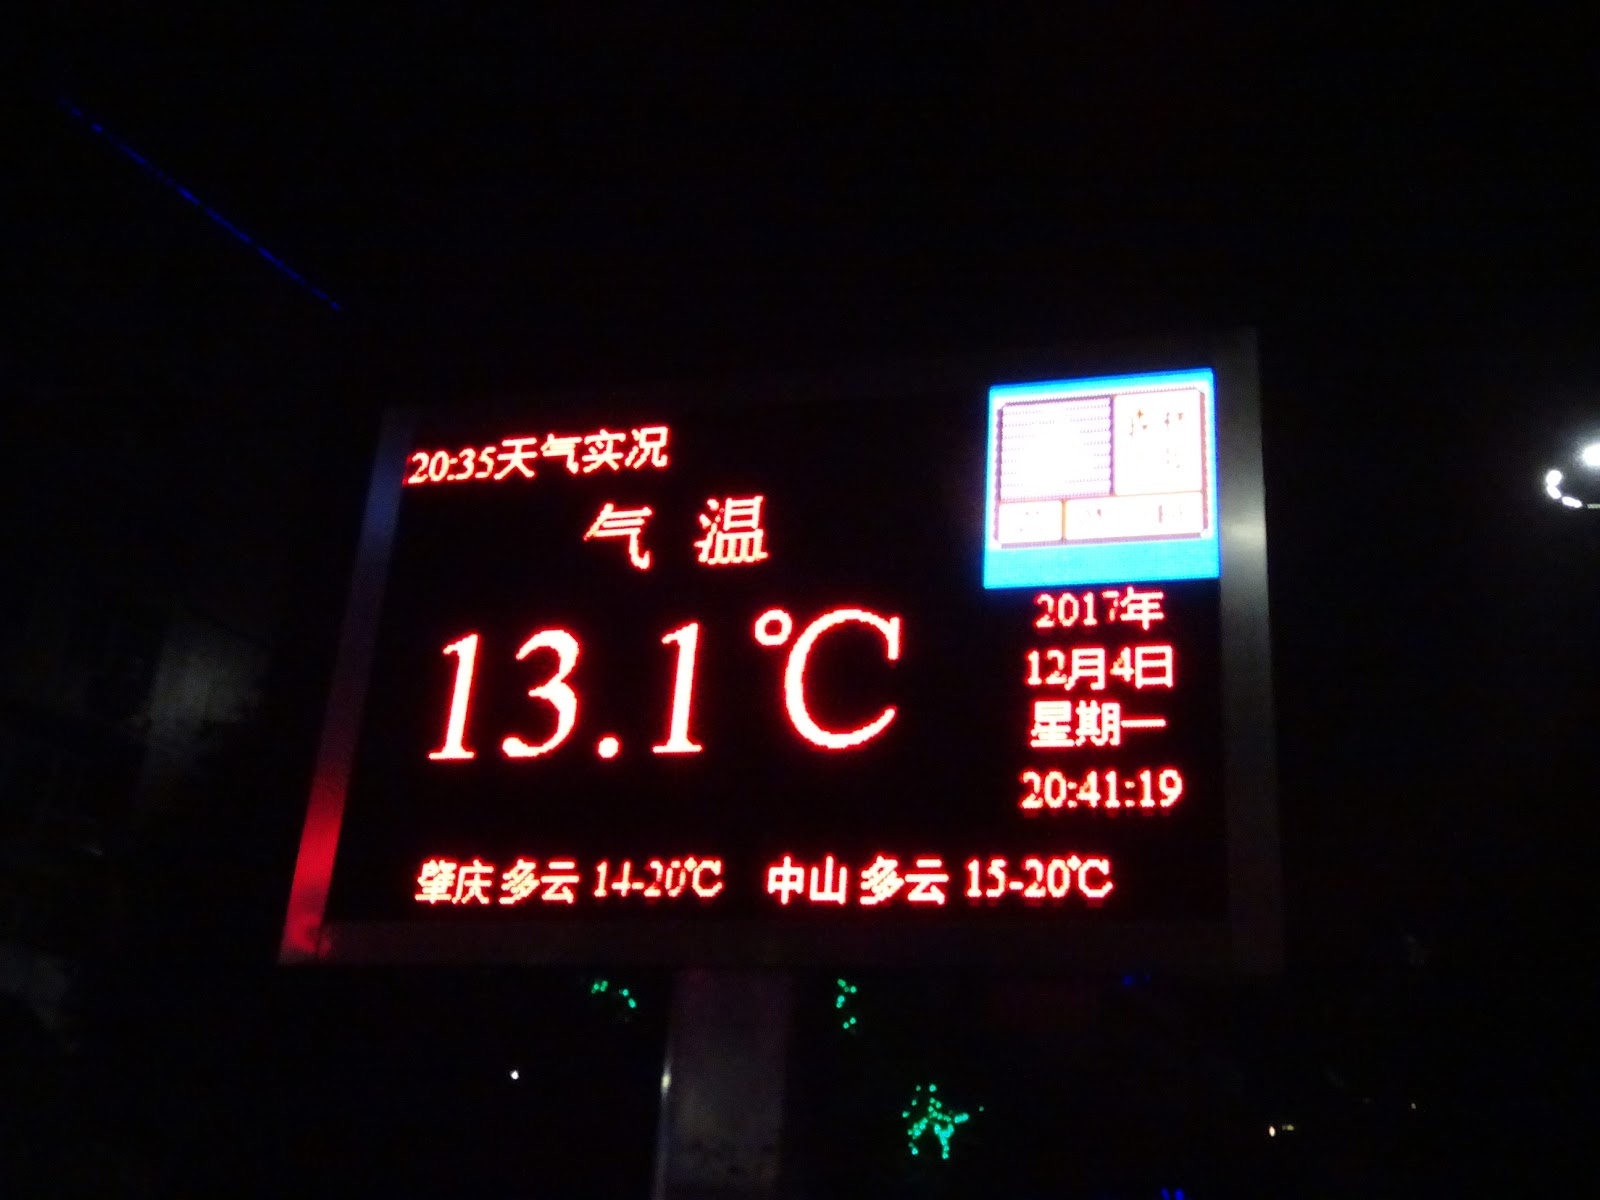 20:35天气实况
气 温
13.1℃
2017年
12月4日
星期一
20:41:19
肇庆 多云 14-20℃ 中山 多云 15-20℃